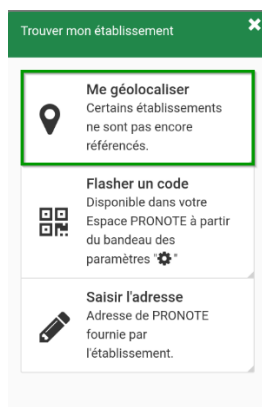 Trouver mon établissement
Me géolocaliser
Certains établissements
ne sont pas encore
référencés.
Flasher un code
Disponible dans votre
Espace PRONOTE à partir
du bandeau des
paramètres "⚙"
Saisir l'adresse
Adresse de PRONOTE
fournie par
l'établissement.